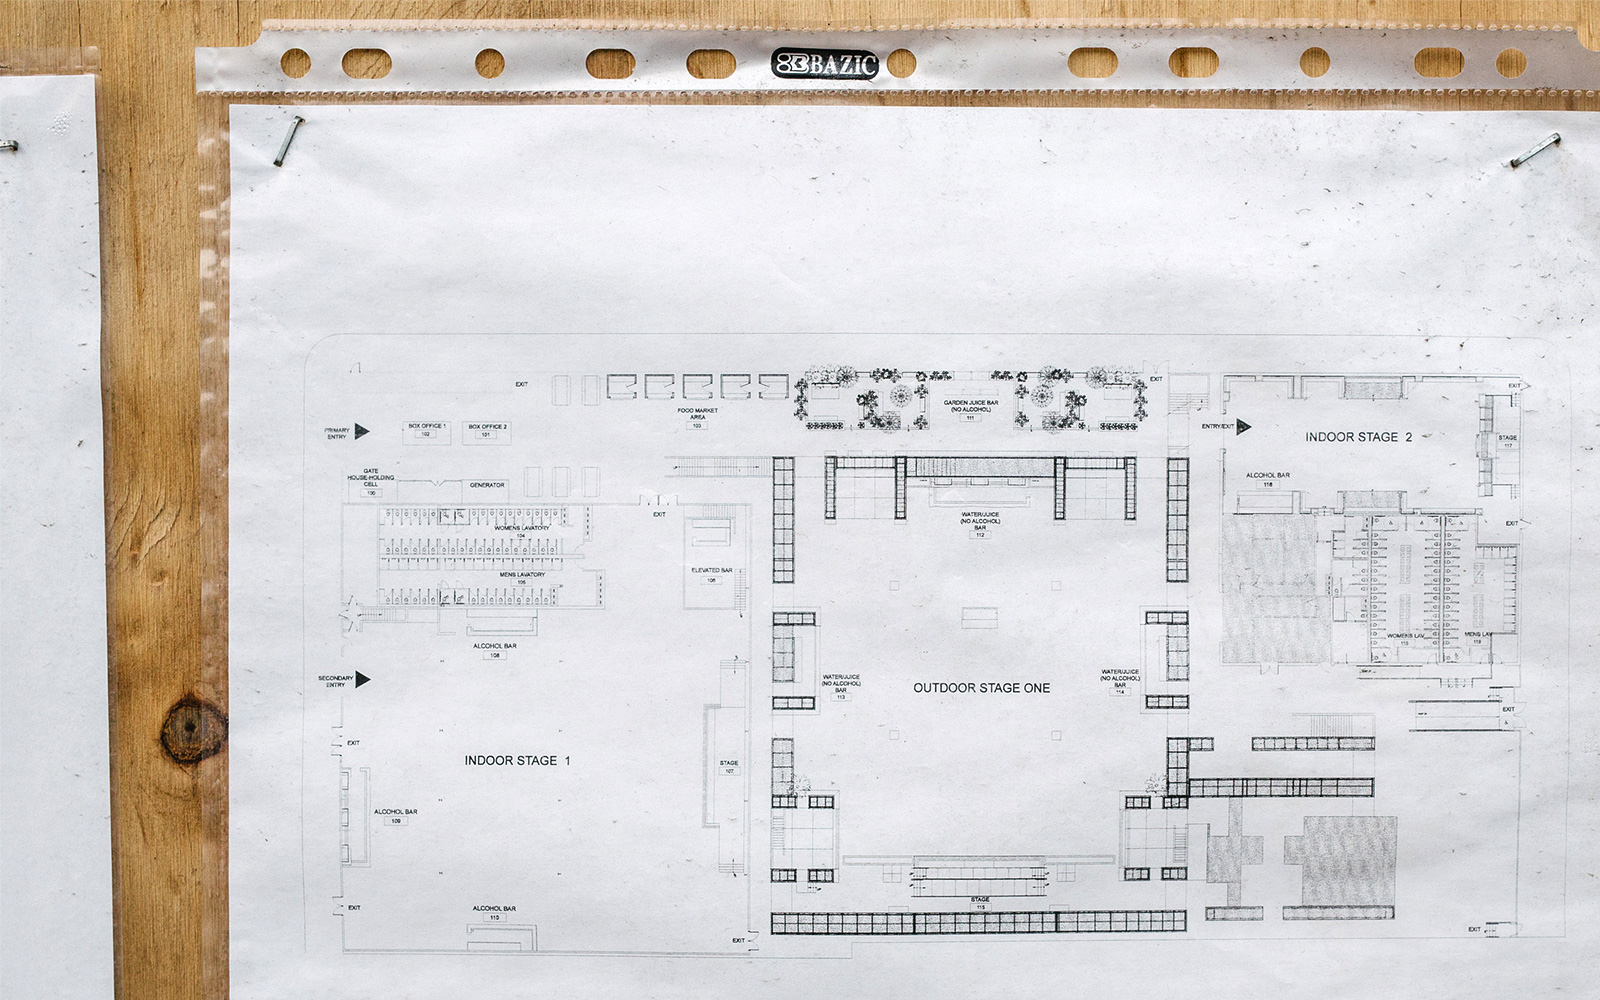 BAZIC
EXIT
FOOD MARKET
AREA
103
GARDEN JUICE BAR
(NO ALCOHOL)
111
EXIT
EXIT
PRIMARY
ENTRY
BOX OFFICE 1
102
BOX OFFICE 2
101
ENTRY/EXIT
INDOOR STAGE 2
STAGE
117
GATE
HOUSE-HOLDING
CELL
100
GENERATOR
ALCOHOL BAR
118
EXIT
WATER/JUICE
(NO ALCOHOL)
BAR
112
EXIT
WOMENS LAVATORY
104
MENS LAVATORY
105
ELEVATED BAR
106
ALCOHOL BAR
108
WOMENS LAV
MENS LAV
SECONDARY
ENTRY
WATER/JUICE
(NO ALCOHOL)
BAR
113
OUTDOOR STAGE ONE
WATER/JUICE
(NO ALCOHOL)
BAR
114
EXIT
EXIT
INDOOR STAGE 1
STAGE
107
ALCOHOL BAR
109
STAGE
115
EXIT
ALCOHOL BAR
110
EXIT
EXIT